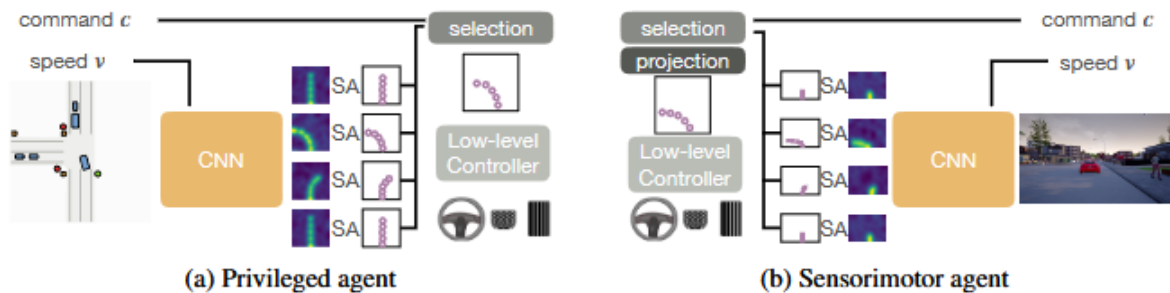 command c
speed v
CNN
SA
SA
SA
SA
selection
Low-level
Controller
(a) Privileged agent
selection
projection
Low-level
Controller
SA
SA
SA
SA
CNN
command c
speed v
(b) Sensorimotor agent